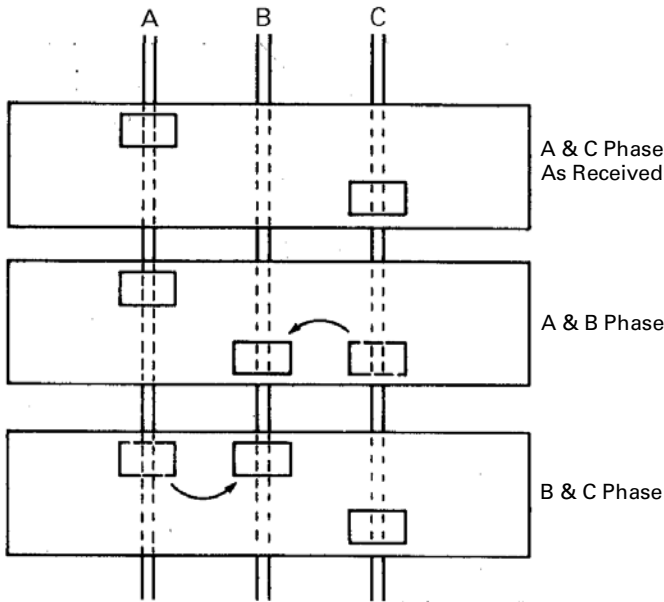 A B C
A & C Phase
As Received
A & B Phase
B & C Phase